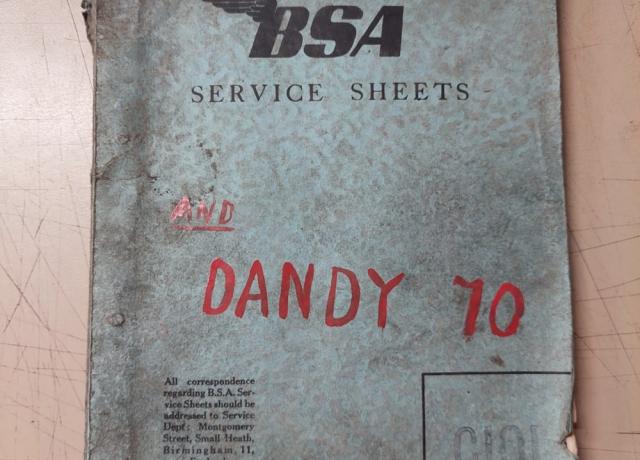 BSA
SERVICE SHEETS
AND
DANDY 70
All correspondence
regarding B.S.A. Ser-
vice Sheets should be
addressed to Service
Dept: Montgomery
Street, Small Heath,
Birmingham, 11,